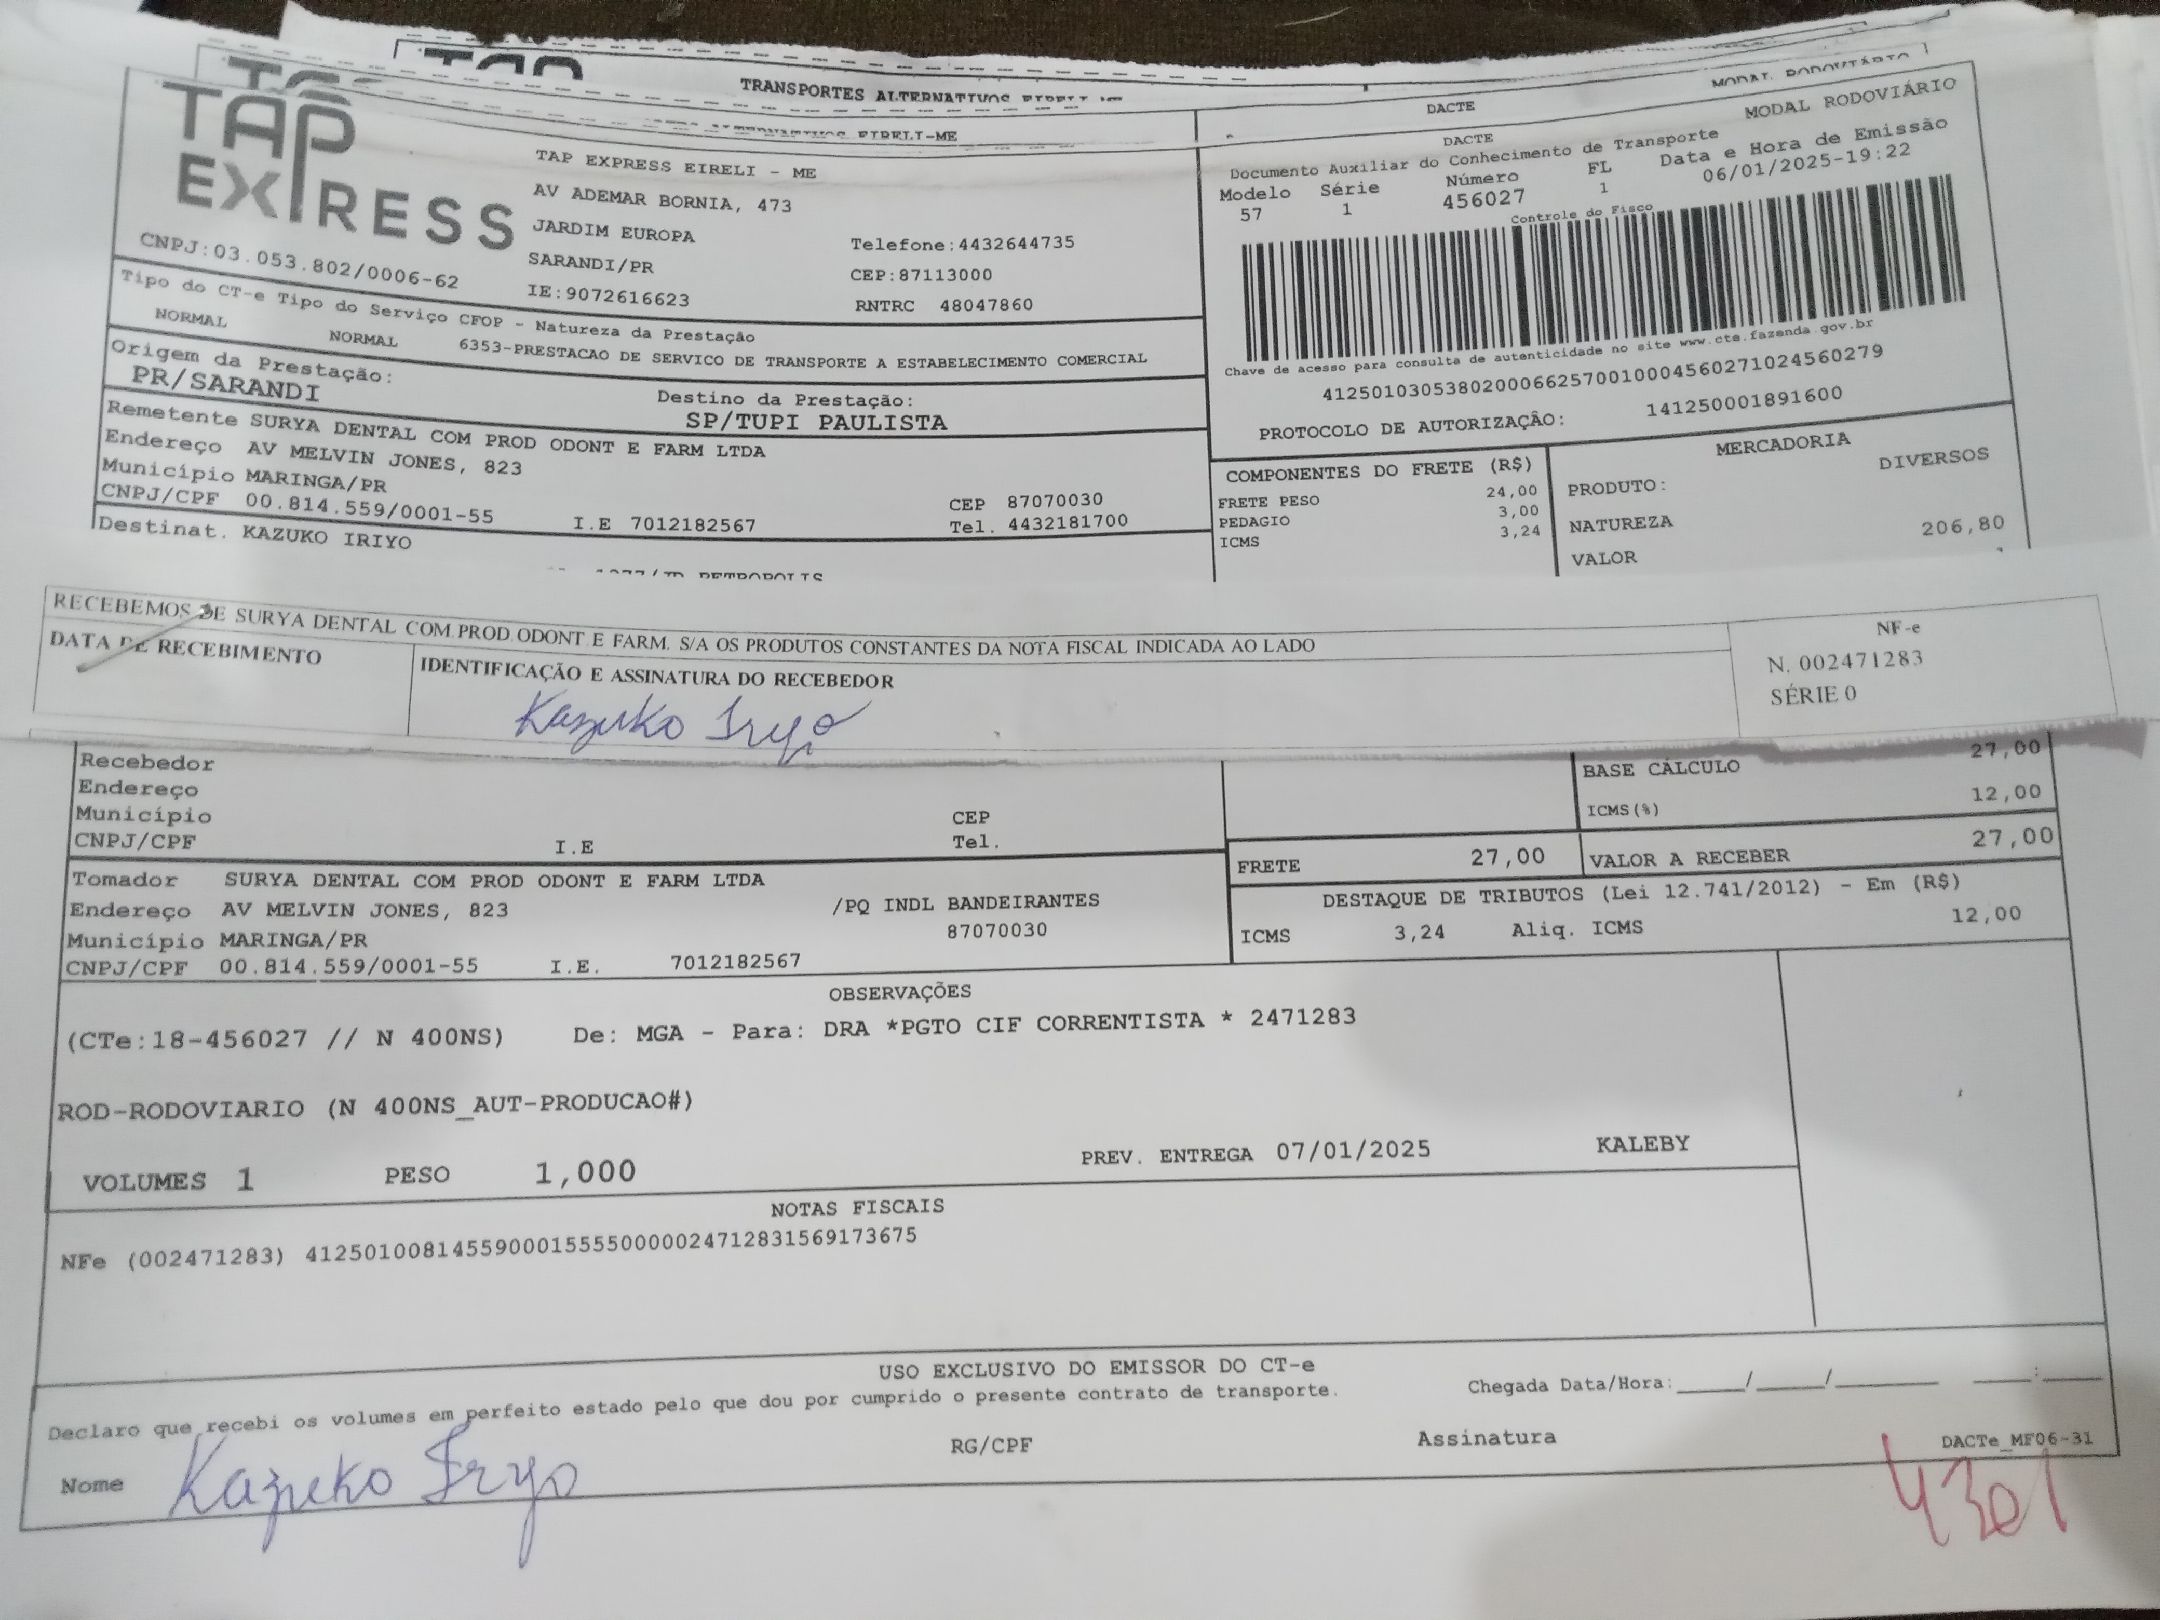 TRANSPORTES ALTERNATIVOS EIRELI-ME
DACTE
MODAL RODOVIÁRIO
EIRELI-ME
TAP
EXPRESS
CNPJ:03.053.802/0006-62
TAP EXPRESS EIRELI - ME
AV ADEMAR BORNIA, 473
JARDIM EUROPA
Telefone:4432644735
SARANDI/PR
CEP:87113000
IE:9072616623
RNTRC 48047860
DACTE
MODAL RODOVIÁRIO
Documento Auxiliar do Conhecimento de Transporte
Modelo Série Número FL Data e Hora de Emissão
57 1 456027 1 06/01/2025-19:22
Controle do Fisco
Chave de acesso para consulta de autenticidade no site www.cte.fazenda.gov.br
41250103053802000662570010004560271024560279
PROTOCOLO DE AUTORIZAÇÃO: 141250001891600
Tipo do CT-e Tipo do Serviço CFOP - Natureza da Prestação
NORMAL NORMAL 6353-PRESTACAO DE SERVICO DE TRANSPORTE A ESTABELECIMENTO COMERCIAL
Origem da Prestação: Destino da Prestação:
PR/SARANDI SP/TUPI PAULISTA
Remetente SURYA DENTAL COM PROD ODONT E FARM LTDA
Endereço AV MELVIN JONES, 823
Município MARINGA/PR CEP 87070030
CNPJ/CPF 00.814.559/0001-55 I.E 7012182567 Tel. 4432181700
Destinat. KAZUKO IRIYO
COMPONENTES DO FRETE (R$)
FRETE PESO 24,00
PEDAGIO 3,00
ICMS 3,24
MERCADORIA
PRODUTO: DIVERSOS
NATUREZA
VALOR 206,80
RECEBEMOS DE SURYA DENTAL COM.PROD.ODONT E FARM. S/A OS PRODUTOS CONSTANTES DA NOTA FISCAL INDICADA AO LADO
DATA DE RECEBIMENTO
IDENTIFICAÇÃO E ASSINATURA DO RECEBEDOR
Kazuko Iryo
NF-e
N. 002471283
SÉRIE 0
Recebedor
Endereço
Município CEP
CNPJ/CPF I.E Tel.
27,00
BASE CÁLCULO
ICMS(%) 12,00
FRETE 27,00 VALOR A RECEBER 27,00
Tomador SURYA DENTAL COM PROD ODONT E FARM LTDA
Endereço AV MELVIN JONES, 823 /PQ INDL BANDEIRANTES
Município MARINGA/PR 87070030
CNPJ/CPF 00.814.559/0001-55 I.E. 7012182567
DESTAQUE DE TRIBUTOS (Lei 12.741/2012) - Em (R$)
ICMS 3,24 Aliq. ICMS 12,00
OBSERVAÇÕES
(CTe:18-456027 // N 400NS) De: MGA - Para: DRA *PGTO CIF CORRENTISTA * 2471283
ROD-RODOVIARIO (N 400NS_AUT-PRODUCAO#)
VOLUMES 1 PESO 1,000 PREV. ENTREGA 07/01/2025 KALEBY
NOTAS FISCAIS
NFe (002471283) 41250100814559000155550000024712831569173675
USO EXCLUSIVO DO EMISSOR DO CT-e
Declaro que recebi os volumes em perfeito estado pelo que dou por cumprido o presente contrato de transporte.
Chegada Data/Hora:____/____/______ ____:____
Nome Kazuko Iryo RG/CPF Assinatura
DACTe_MF06-31
4301